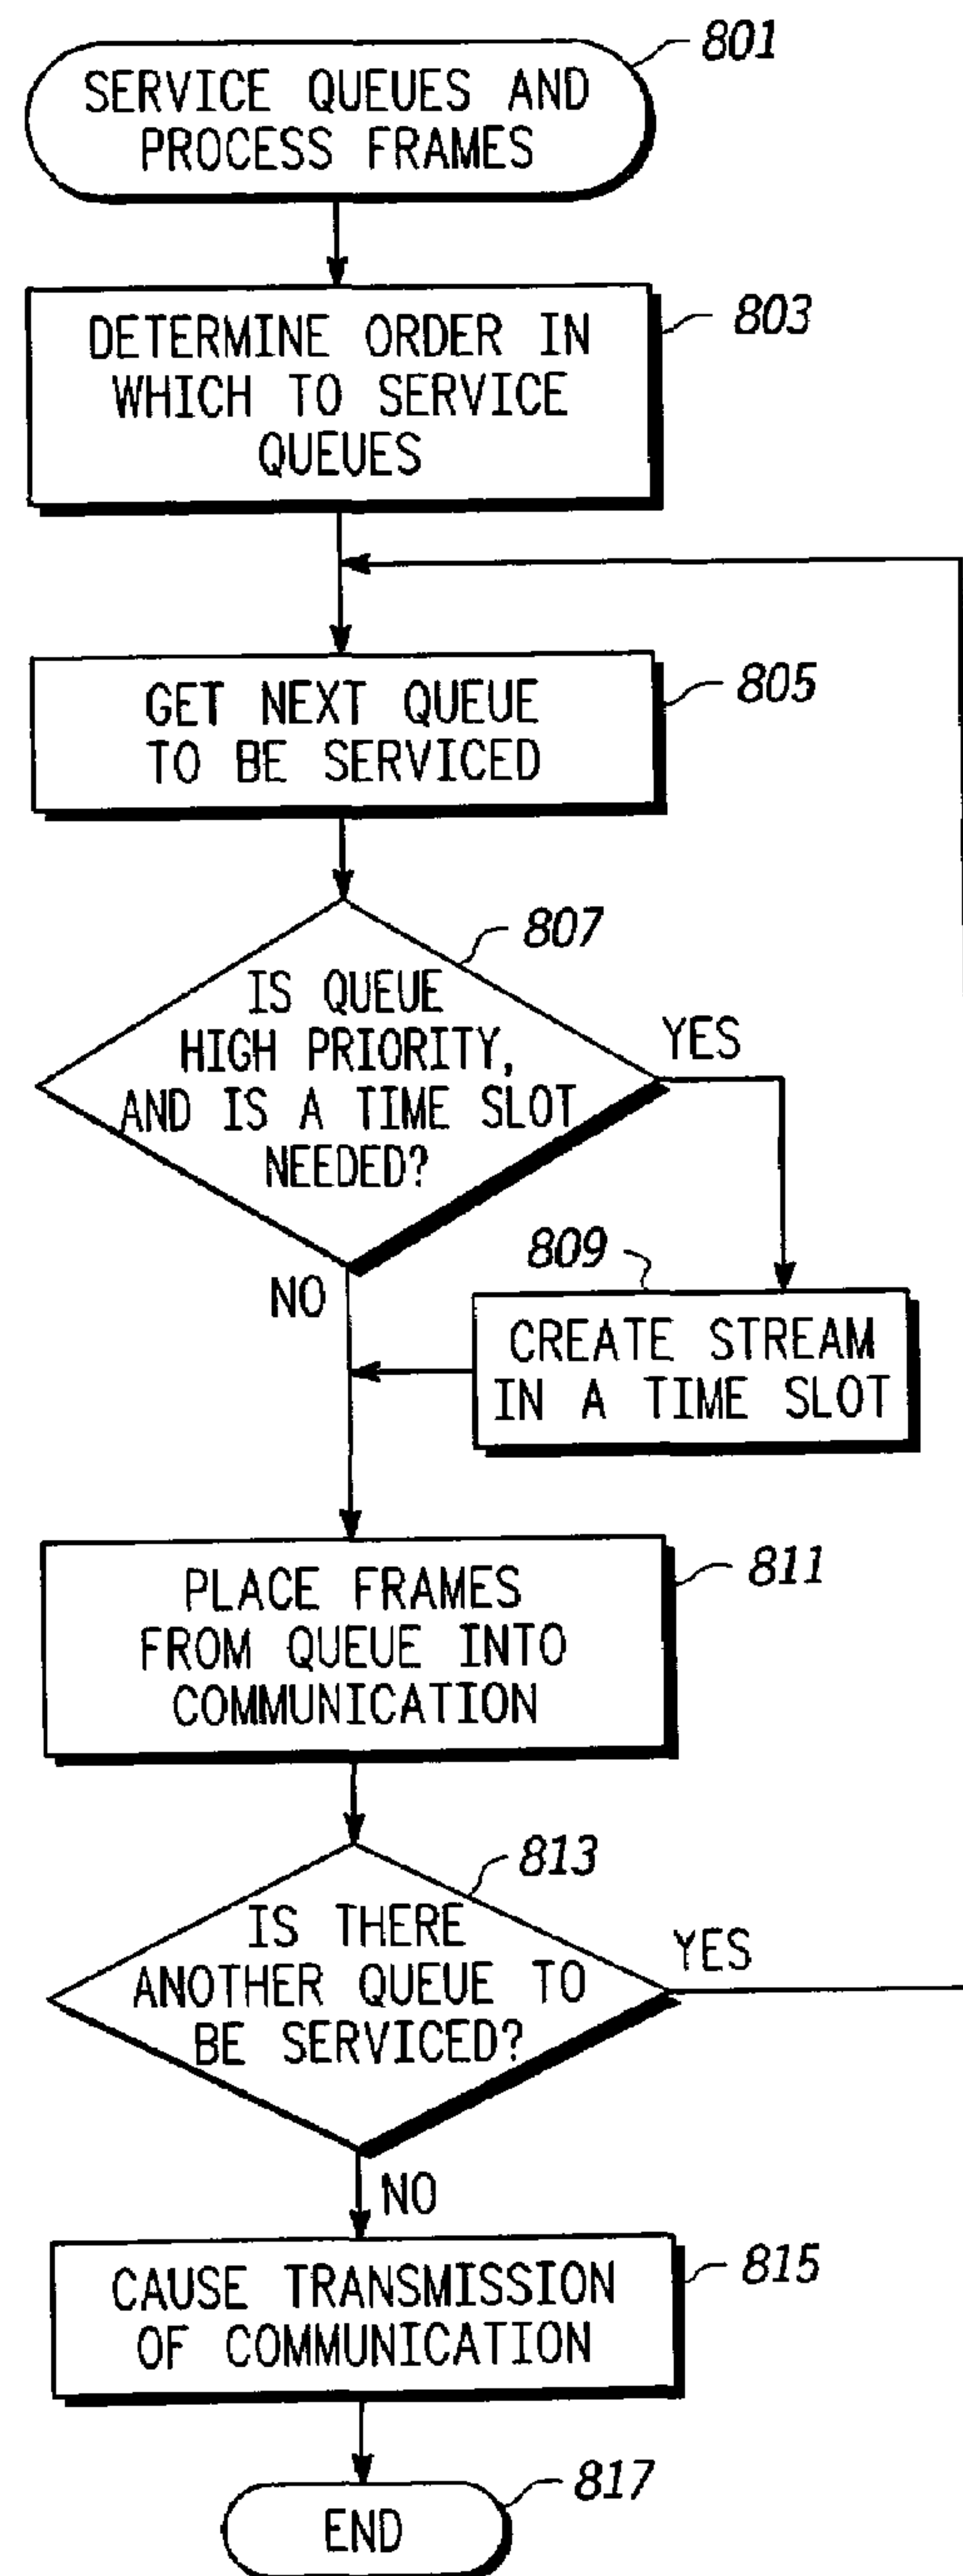 801
SERVICE QUEUES AND
PROCESS FRAMES
803
DETERMINE ORDER IN
WHICH TO SERVICE
QUEUES
805
GET NEXT QUEUE
TO BE SERVICED
807
IS QUEUE
HIGH PRIORITY,
AND IS A TIME SLOT
NEEDED?
YES
NO
809
CREATE STREAM
IN A TIME SLOT
811
PLACE FRAMES
FROM QUEUE INTO
COMMUNICATION
813
IS THERE
ANOTHER QUEUE TO
BE SERVICED?
YES
NO
815
CAUSE TRANSMISSION
OF COMMUNICATION
817
END